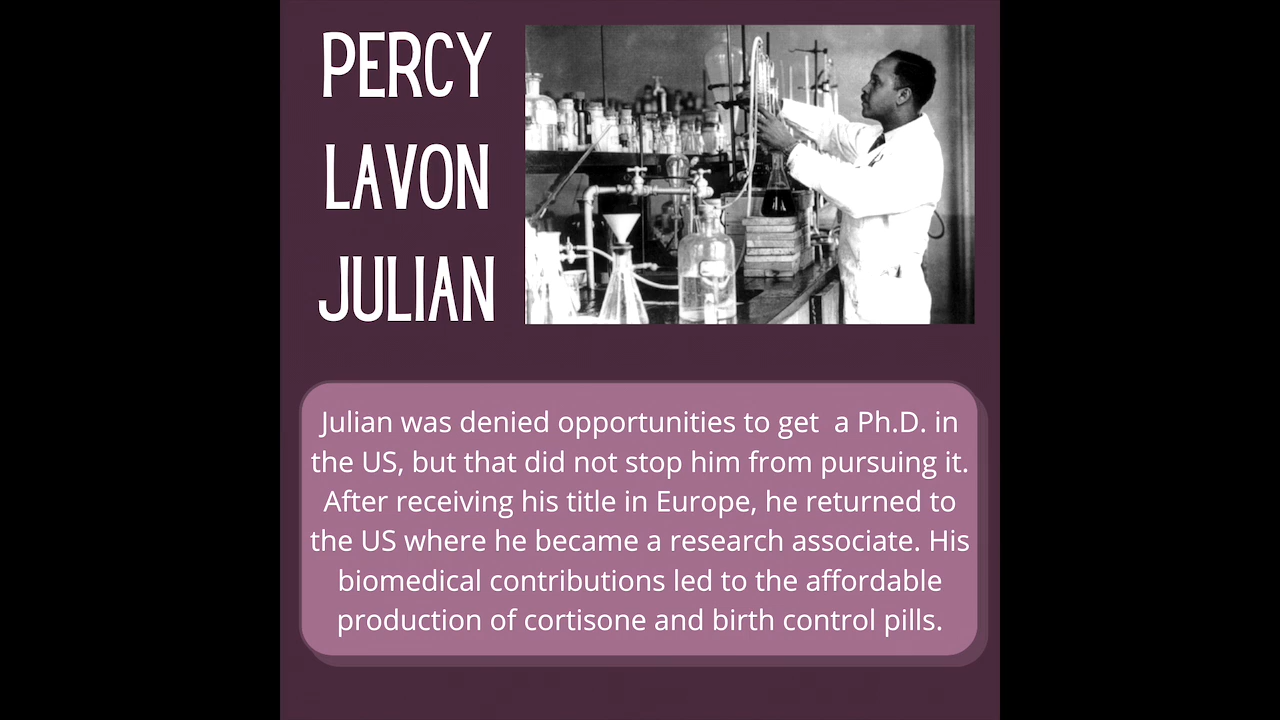 PERCY
LAVON
JULIAN
Julian was denied opportunities to get  a Ph.D. in
the US, but that did not stop him from pursuing it.
After receiving his title in Europe, he returned to
the US where he became a research associate. His
biomedical contributions led to the affordable
production of cortisone and birth control pills.